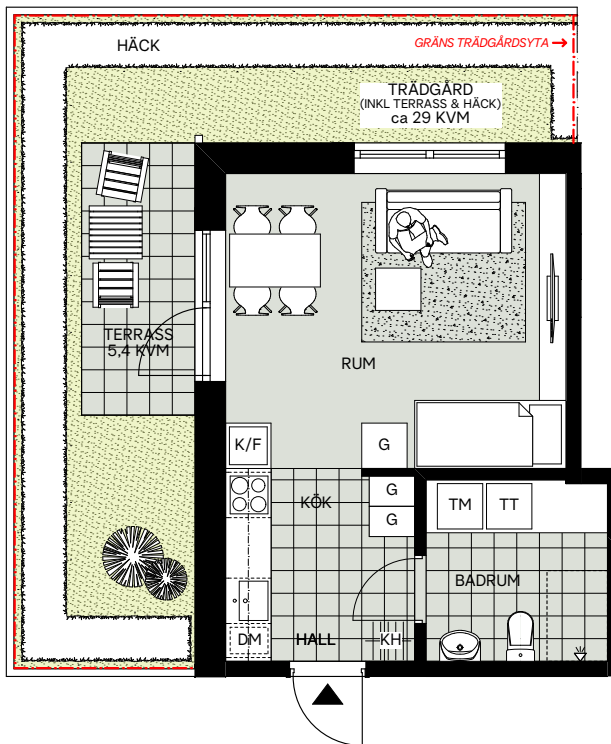 HÄCK
GRÄNS TRÄDGÅRDSYTA
TRÄDGÅRD
(INKL TERRASS & HÄCK)
ca 29 KVM
TERRASS
5,4 KVM
RUM
K/F
G
KÖK
G
G
TM
TT
BADRUM
DM
HALL
KH